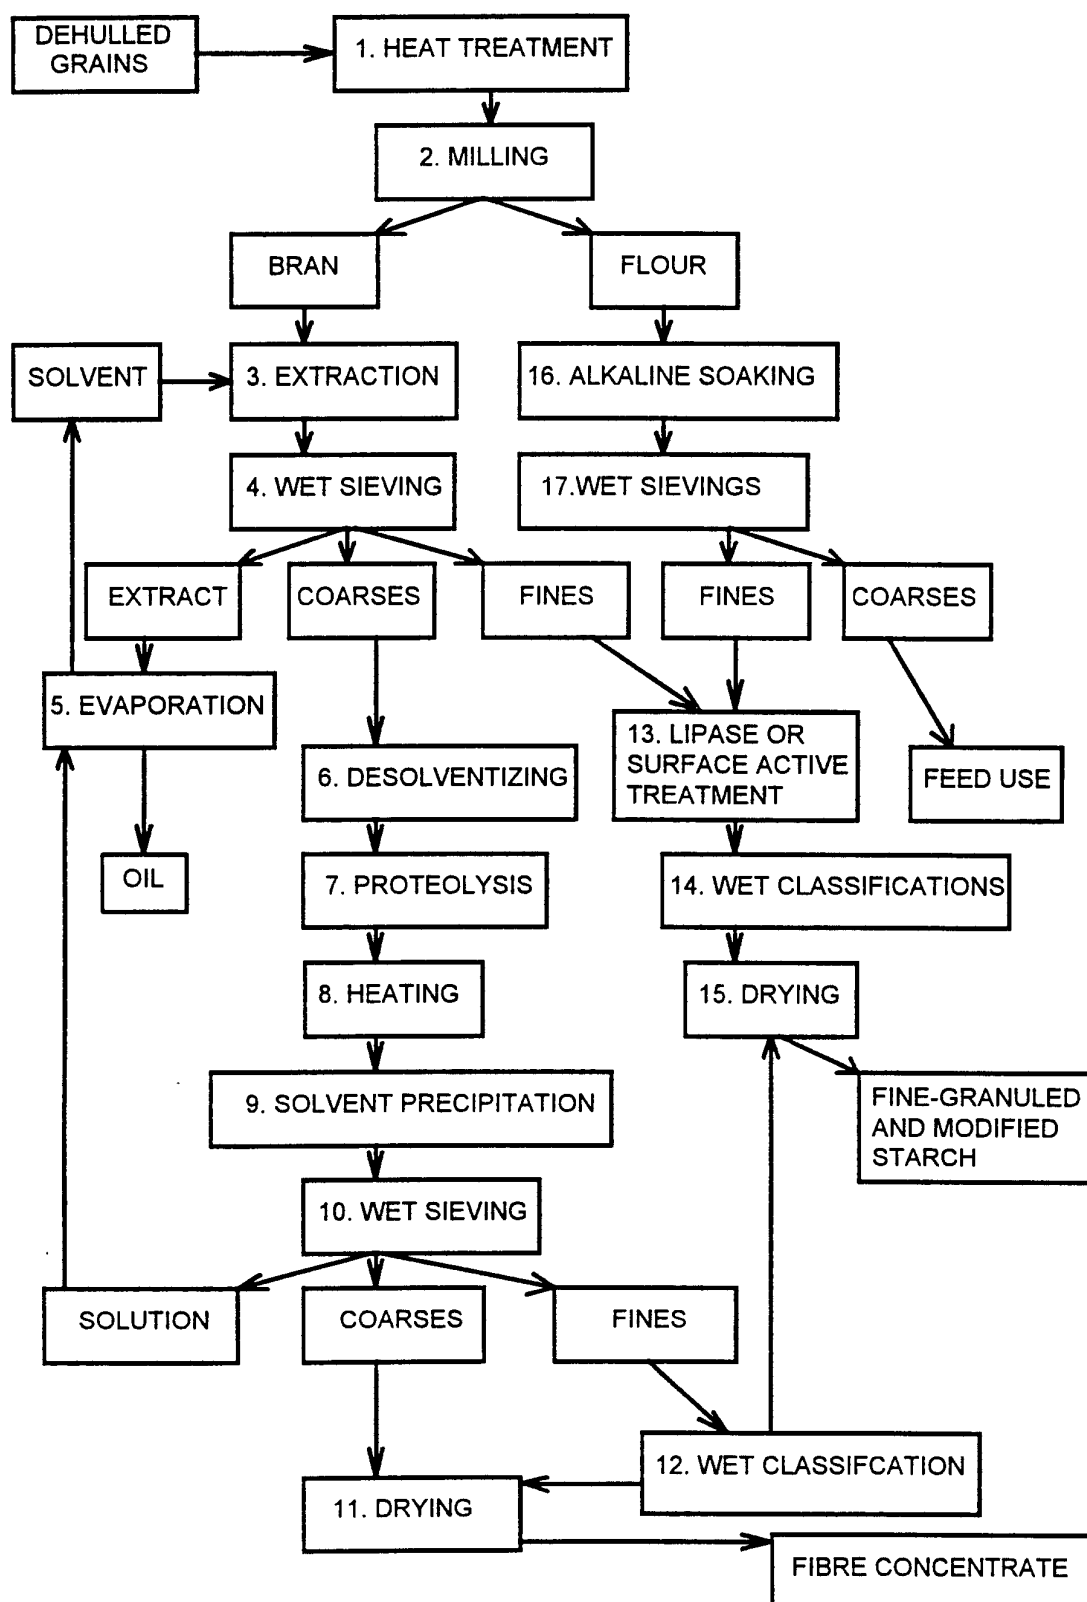 DEHULLED
GRAINS
1. HEAT TREATMENT
2. MILLING
BRAN
FLOUR
SOLVENT
3. EXTRACTION
16. ALKALINE SOAKING
4. WET SIEVING
17.WET SIEVINGS
EXTRACT
COARSES
FINES
FINES
COARSES
5. EVAPORATION
13. LIPASE OR
SURFACE ACTIVE
TREATMENT
6. DESOLVENTIZING
FEED USE
OIL
7. PROTEOLYSIS
14. WET CLASSIFICATIONS
8. HEATING
15. DRYING
9. SOLVENT PRECIPITATION
FINE-GRANULED
AND MODIFIED
STARCH
10. WET SIEVING
SOLUTION
COARSES
FINES
12. WET CLASSIFCATION
11. DRYING
FIBRE CONCENTRATE